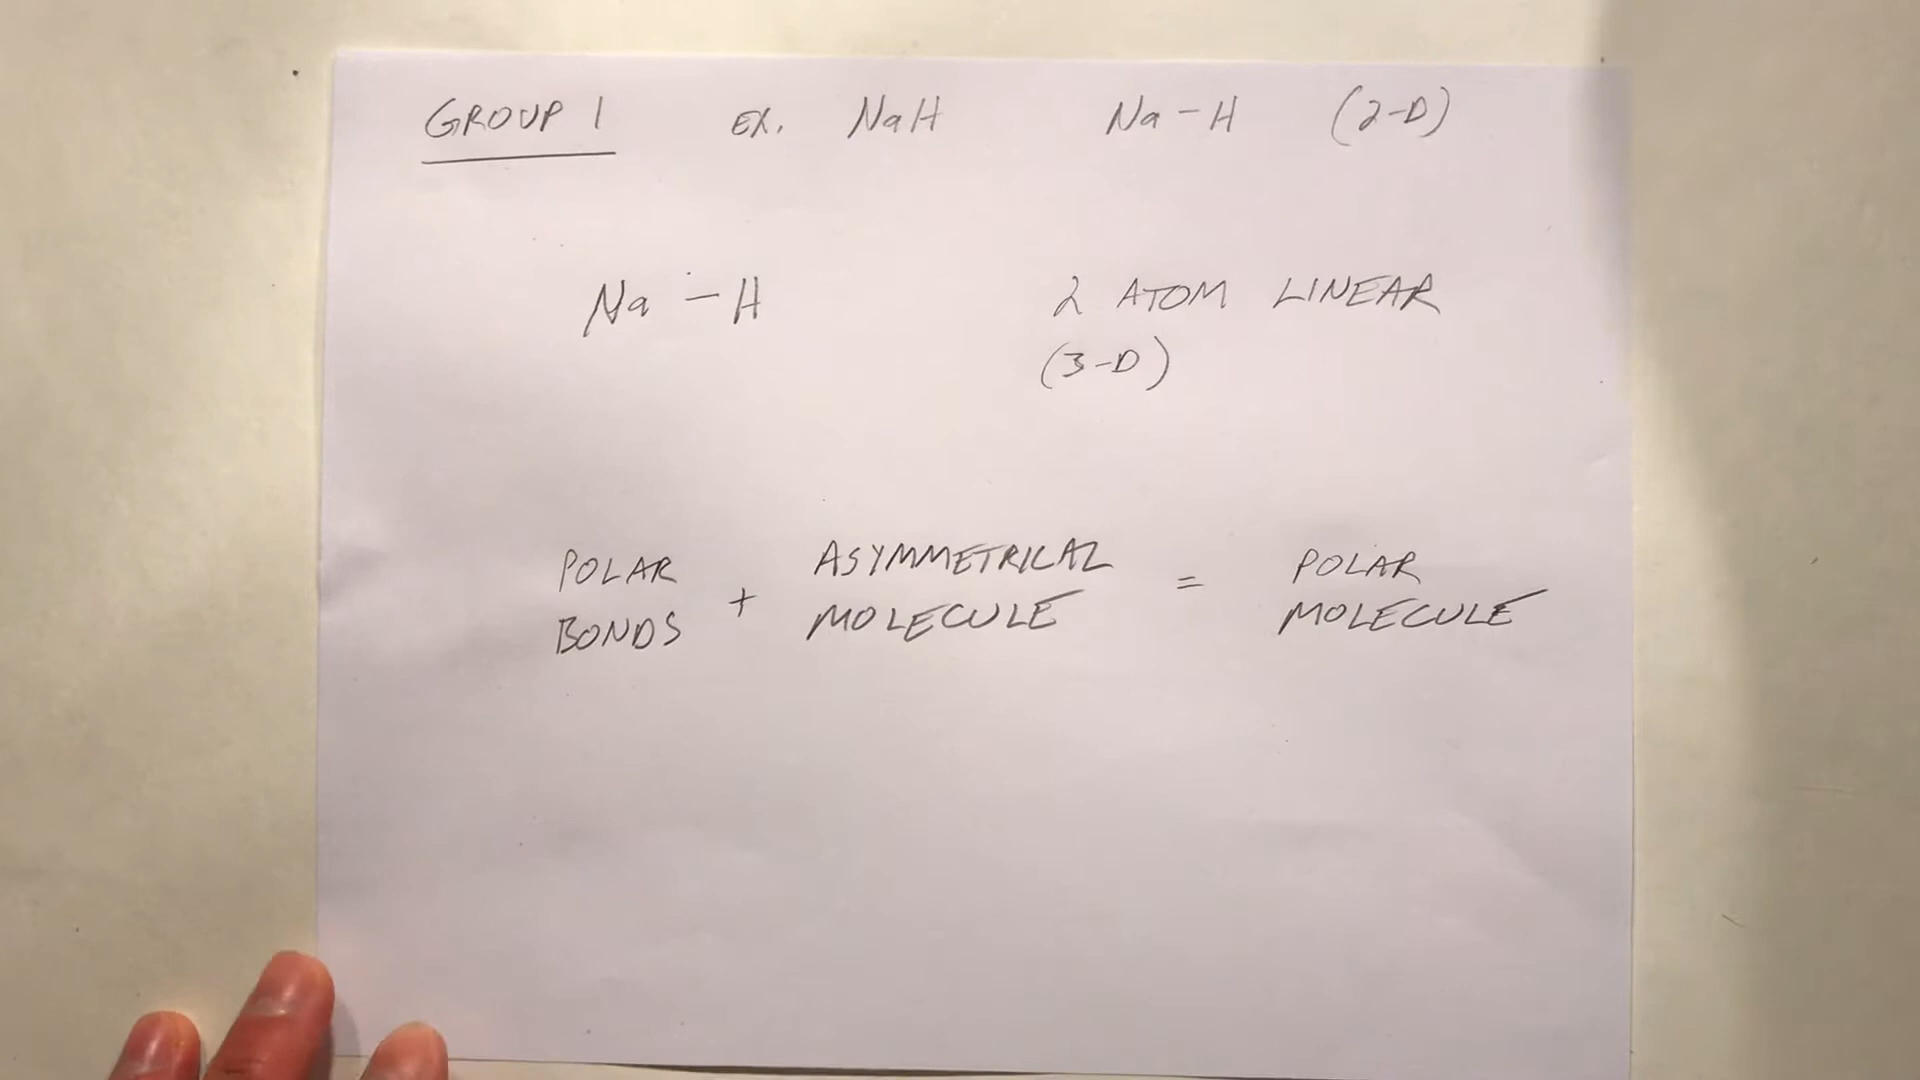 GROUP 1 EX. NaH Na-H (2-D)
Na-H 2 ATOM LINEAR
(3-D)
POLAR BONDS + ASYMMETRICAL MOLECULE = POLAR MOLECULE